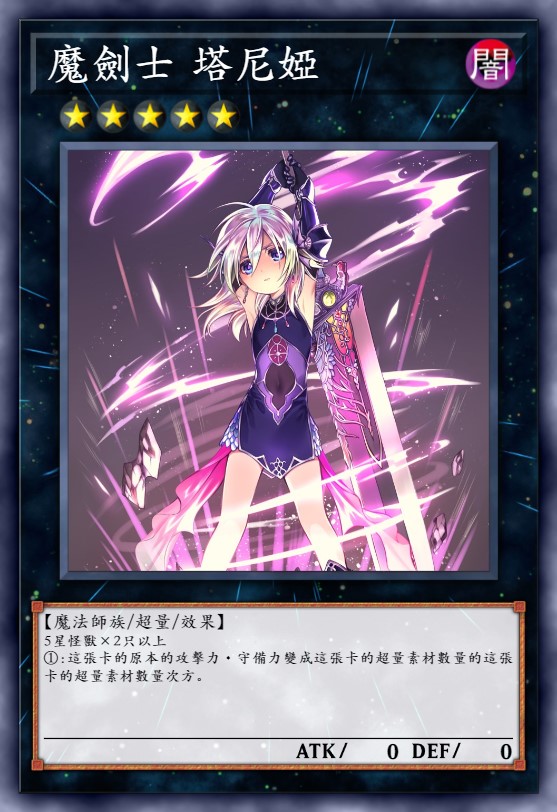 魔劍士 塔尼婭
闇
【魔法師族/超量/效果】
5星怪獸×2只以上
①:這張卡的原本的攻擊力・守備力變成這張卡的超量素材數量的這張
卡的超量素材數量次方。
ATK/ 0 DEF/ 0